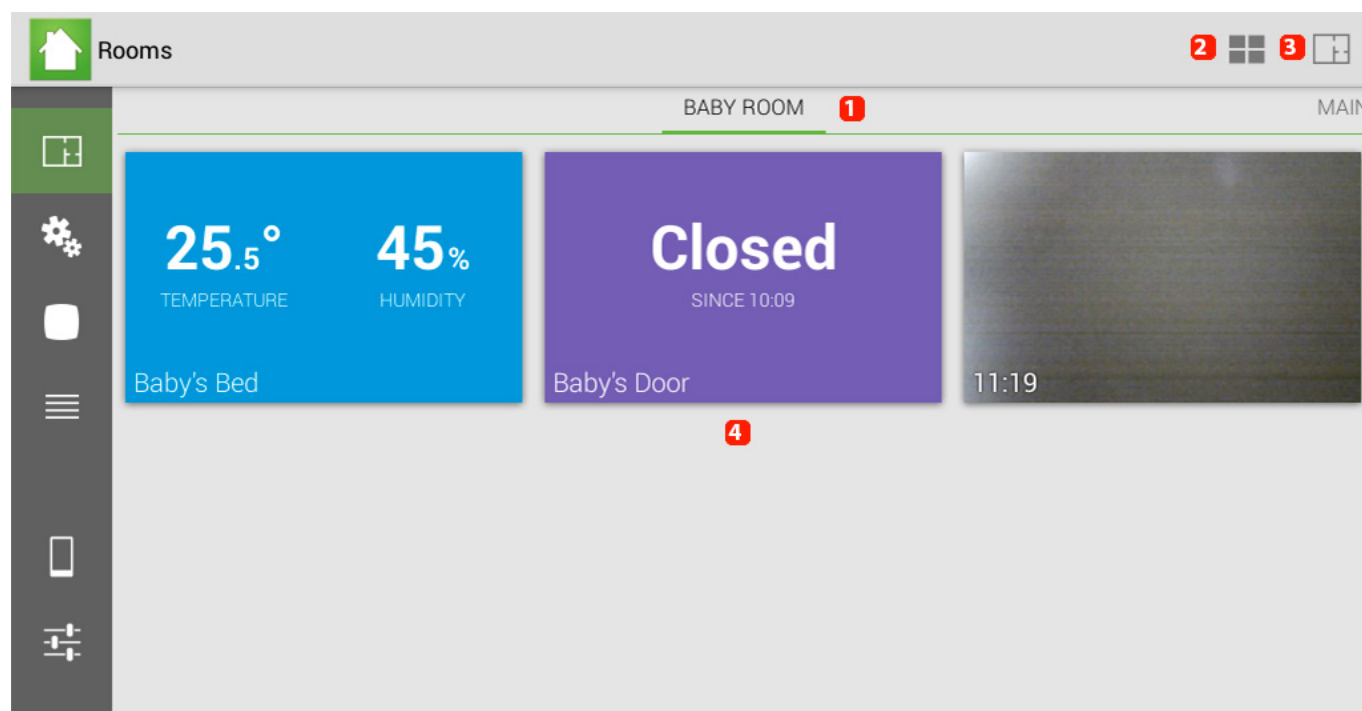 Rooms
2
3
BABY ROOM
1
MAIN
25.5°
45%
TEMPERATURE
HUMIDITY
Baby's Bed
Closed
SINCE 10:09
Baby's Door
11:19
4